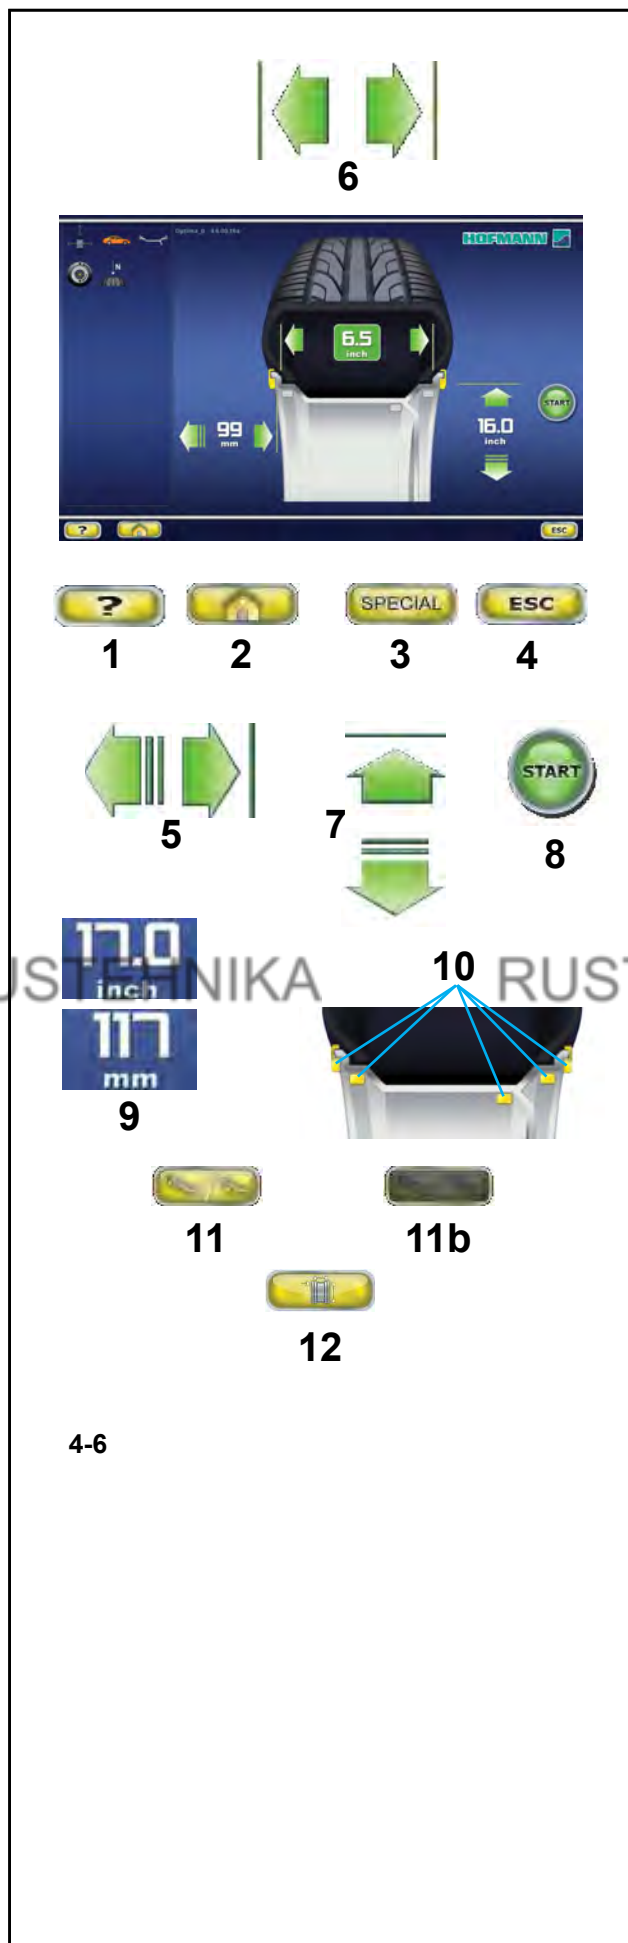 6
HOFMANN
6.5
inch
START
99
mm
16.0
inch
?
ESC
?
SPECIAL
ESC
1
2
3
4
START
5
7
8
17.0
inch
10
USTEHNIKA
RUST
117
mm
9
11
11b
12
4-6